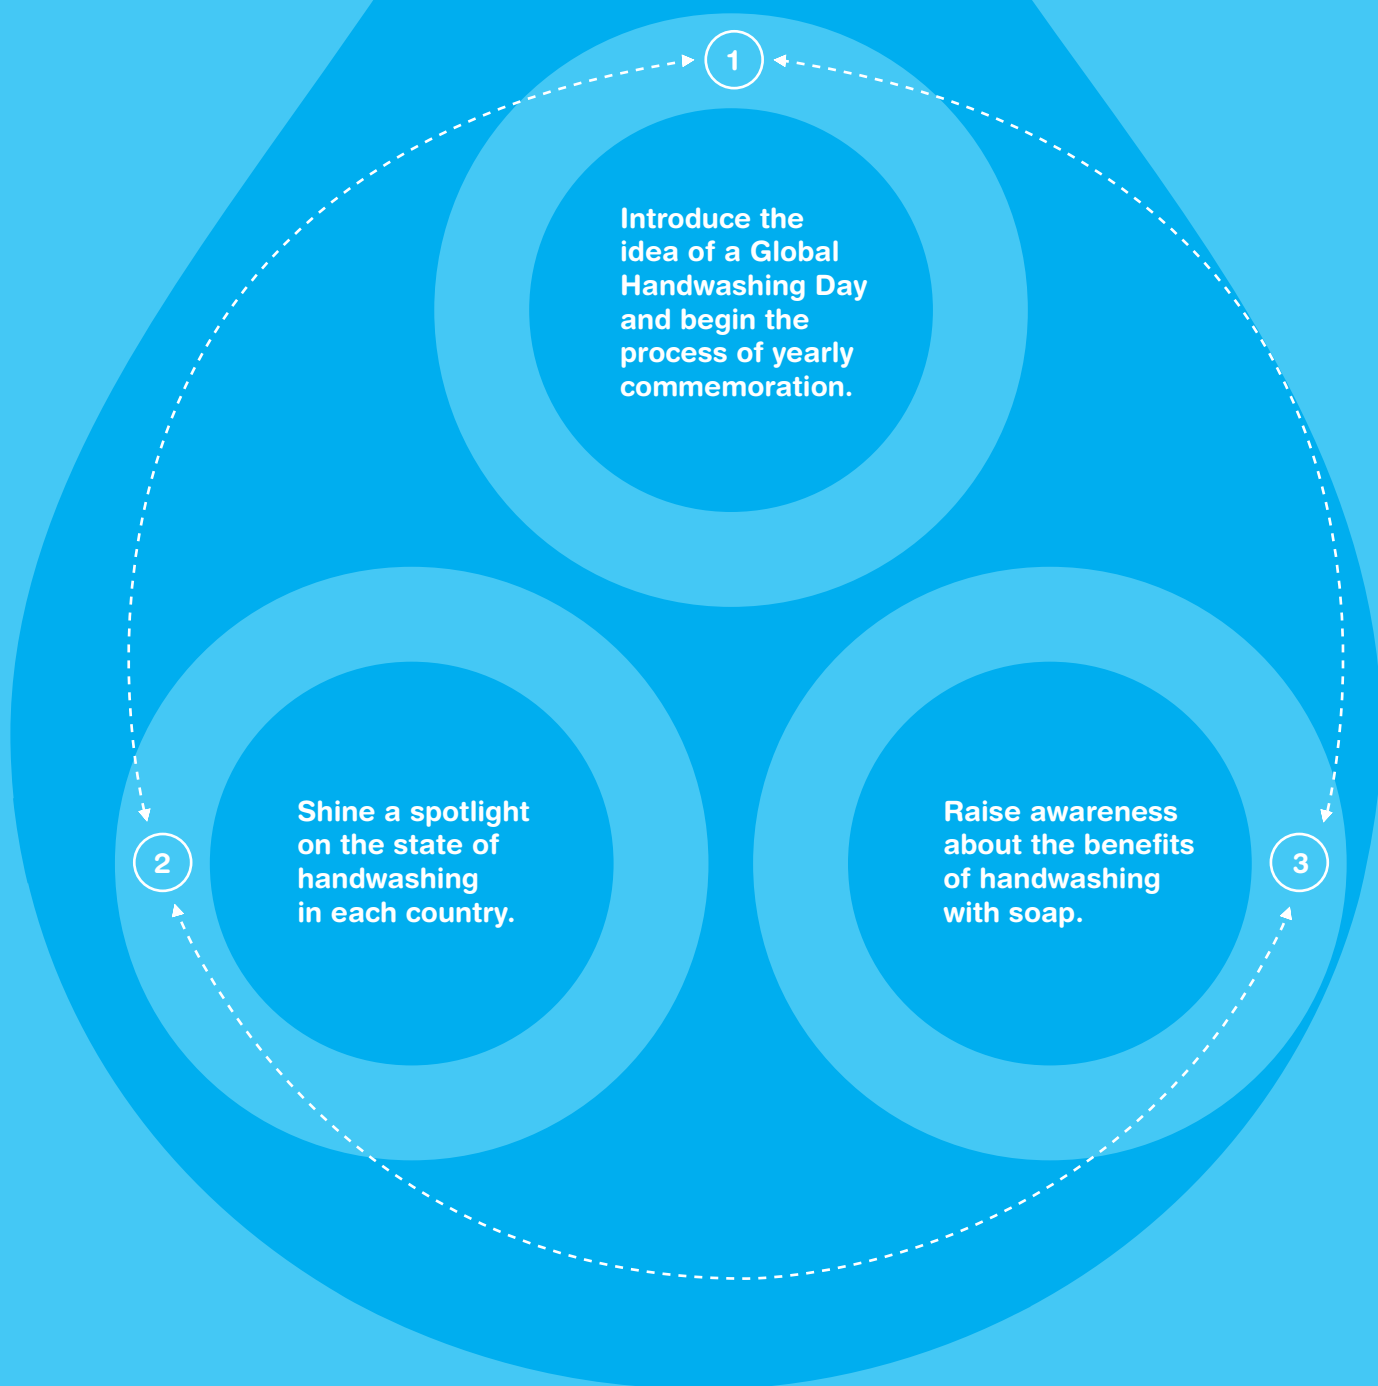 1
Introduce the
idea of a Global
Handwashing Day
and begin the
process of yearly
commemoration.
2
Shine a spotlight
on the state of
handwashing
in each country.
3
Raise awareness
about the benefits
of handwashing
with soap.